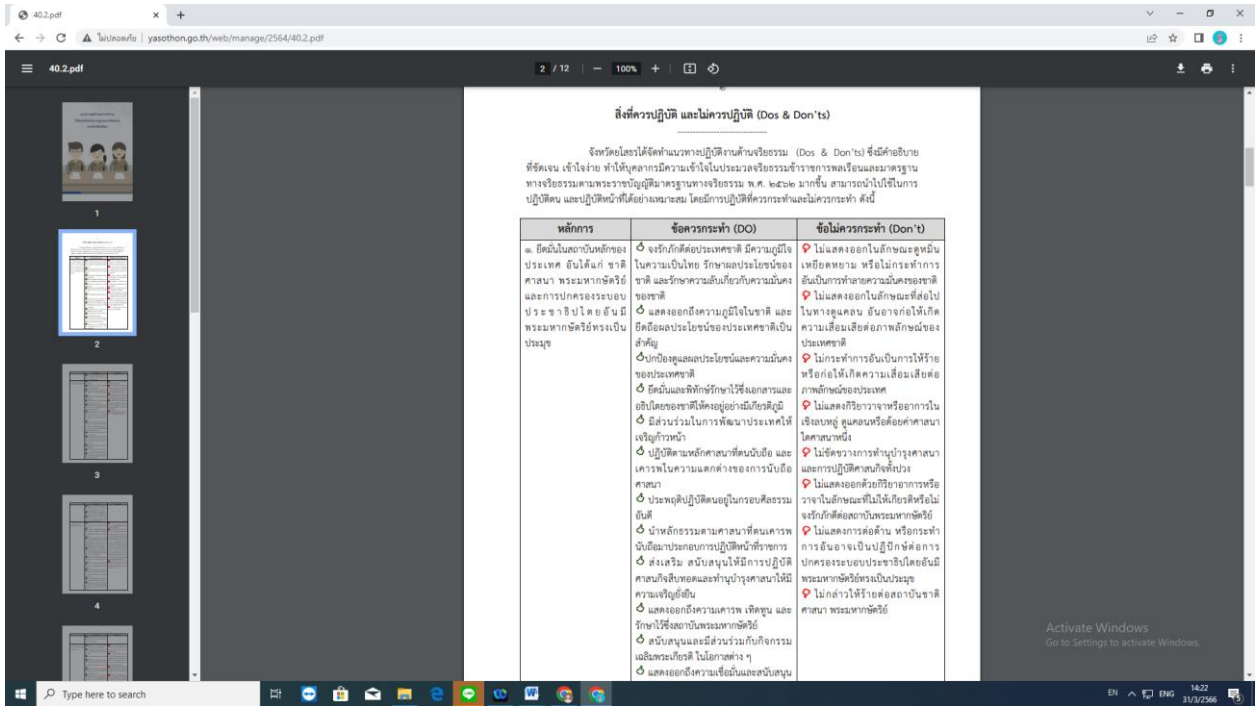 40.2.pdf
ไม่ปลอดภัย | yasothon.go.th/web/manage/2564/40.2.pdf
40.2.pdf
2 / 12
100%
1
2
3
4
สิ่งที่ควรปฏิบัติ และไม่ควรปฏิบัติ (Dos & Don'ts)
จังหวัดยโสธรได้จัดทำแนวทางปฏิบัติงานด้านจริยธรรม (Dos & Don'ts) ซึ่งมีคำอธิบาย
ที่ชัดเจน เข้าใจง่าย ทำให้บุคลากรมีความเข้าใจในประมวลจริยธรรมข้าราชการพลเรือนและมาตรฐาน
ทางจริยธรรมตามพระราชบัญญัติมาตรฐานทางจริยธรรม พ.ศ. ๒๕๖๒ มากขึ้น สามารถนำไปใช้ในการ
ปฏิบัติตน และปฏิบัติหน้าที่ได้อย่างเหมาะสม โดยมีการปฏิบัติที่ควรกระทำและไม่ควรกระทำ ดังนี้
หลักการ
๑. ยึดมั่นในสถาบันหลักของ
ประเทศ อันได้แก่ ชาติ
ศาสนา พระมหากษัตริย์
และการปกครองระบอบ
ประชาธิปไตยอันมี
พระมหากษัตริย์ทรงเป็น
ประมุข
ข้อควรกระทำ (DO)
จงรักภักดีต่อประเทศชาติ มีความภูมิใจ
ในความเป็นไทย รักษาผลประโยชน์ของ
ชาติ และรักษาความลับเกี่ยวกับความมั่นคง
ของชาติ
แสดงออกถึงความภูมิใจในชาติ และ
ยึดถือผลประโยชน์ของประเทศชาติเป็น
สำคัญ
ปกป้องดูแลผลประโยชน์และความมั่นคง
ของประเทศชาติ
ยึดมั่นและพิทักษ์รักษาไว้ซึ่งเอกสารและ
อธิปไตยของชาติให้คงอยู่อย่างมีเกียรติภูมิ
มีส่วนร่วมในการพัฒนาประเทศให้
เจริญก้าวหน้า
ปฏิบัติตามหลักศาสนาที่ตนนับถือ และ
เคารพในความแตกต่างของการนับถือ
ศาสนา
ประพฤติปฏิบัติตนอยู่ในกรอบศีลธรรม
อันดี
นำหลักธรรมตามศาสนาที่ตนเคารพ
นับถือมาประกอบการปฏิบัติหน้าที่ราชการ
ส่งเสริม สนับสนุนให้มีการปฏิบัติ
ศาสนกิจสืบทอดและทำนุบำรุงศาสนาให้มี
ความเจริญยั่งยืน
แสดงออกถึงความเคารพ เทิดทูน และ
รักษาไว้ซึ่งสถาบันพระมหากษัตริย์
สนับสนุนและมีส่วนร่วมกับกิจกรรม
เฉลิมพระเกียรติ ในโอกาสต่าง ๆ
แสดงออกถึงความเชื่อมั่นและสนับสนุน
ข้อไม่ควรกระทำ (Don't)
ไม่แสดงออกในลักษณะดูหมิ่น
เหยียดหยาม หรือไม่กระทำการ
อันเป็นการทำลายความมั่นคงของชาติ
ไม่แสดงออกในลักษณะที่ส่อไป
ในทางดูแคลน อันอาจก่อให้เกิด
ความเสื่อมเสียต่อภาพลักษณ์ของ
ประเทศชาติ
ไม่กระทำการอันเป็นการให้ร้าย
หรือก่อให้เกิดความเสื่อมเสียต่อ
ภาพลักษณ์ของประเทศ
ไม่แสดงกิริยาวาจาหรืออาการใน
เชิงลบหลู่ ดูแคลนหรือด้อยค่าศาสนา
ใดศาสนาหนึ่ง
ไม่ขัดขวางการทำนุบำรุงศาสนา
และการปฏิบัติศาสนกิจทั้งปวง
ไม่แสดงออกด้วยกิริยาอาการหรือ
วาจาในลักษณะที่ไม่ให้เกียรติหรือไม่
จงรักภักดีต่อสถาบันพระมหากษัตริย์
ไม่แสดงการต่อต้าน หรือกระทำ
การอันอาจเป็นปฏิปักษ์ต่อการ
ปกครองระบอบประชาธิปไตยอันมี
พระมหากษัตริย์ทรงเป็นประมุข
ไม่กล่าวให้ร้ายต่อสถาบันชาติ
ศาสนา พระมหากษัตริย์
Activate Windows
Go to Settings to activate Windows.
Type here to search
EN
ENG
14:22
31/3/2566